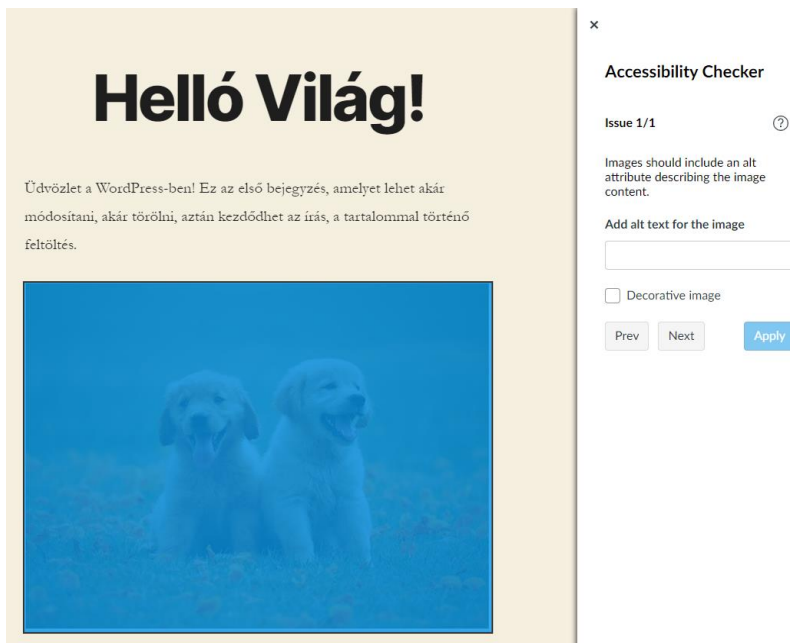 Helló Világ!
Üdvözlet a WordPress-ben! Ez az első bejegyzés, amelyet lehet akár
módosítani, akár törölni, aztán kezdődhet az írás, a tartalommal történő
feltöltés.
×
Accessibility Checker
Issue 1/1
?
Images should include an alt
attribute describing the image
content.
Add alt text for the image
Decorative image
Prev Next Apply